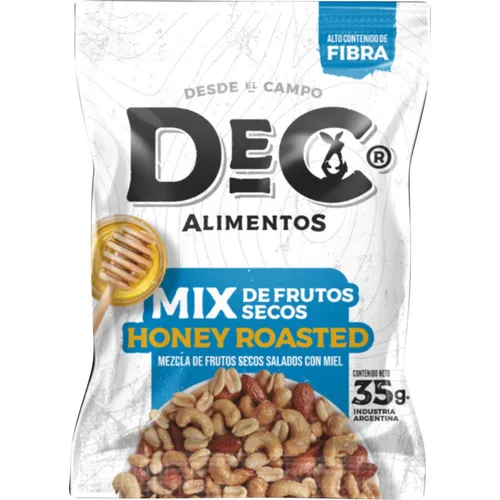 ALTO CONTENIDO DE
FIBRA
DESDE EL CAMPO
DEC®
ALIMENTOS
MIX DE FRUTOS
SECOS
HONEY ROASTED
MEZCLA DE FRUTOS SECOS SALADOS CON MIEL
CONTENIDO NETO
35g.
INDUSTRIA
ARGENTINA